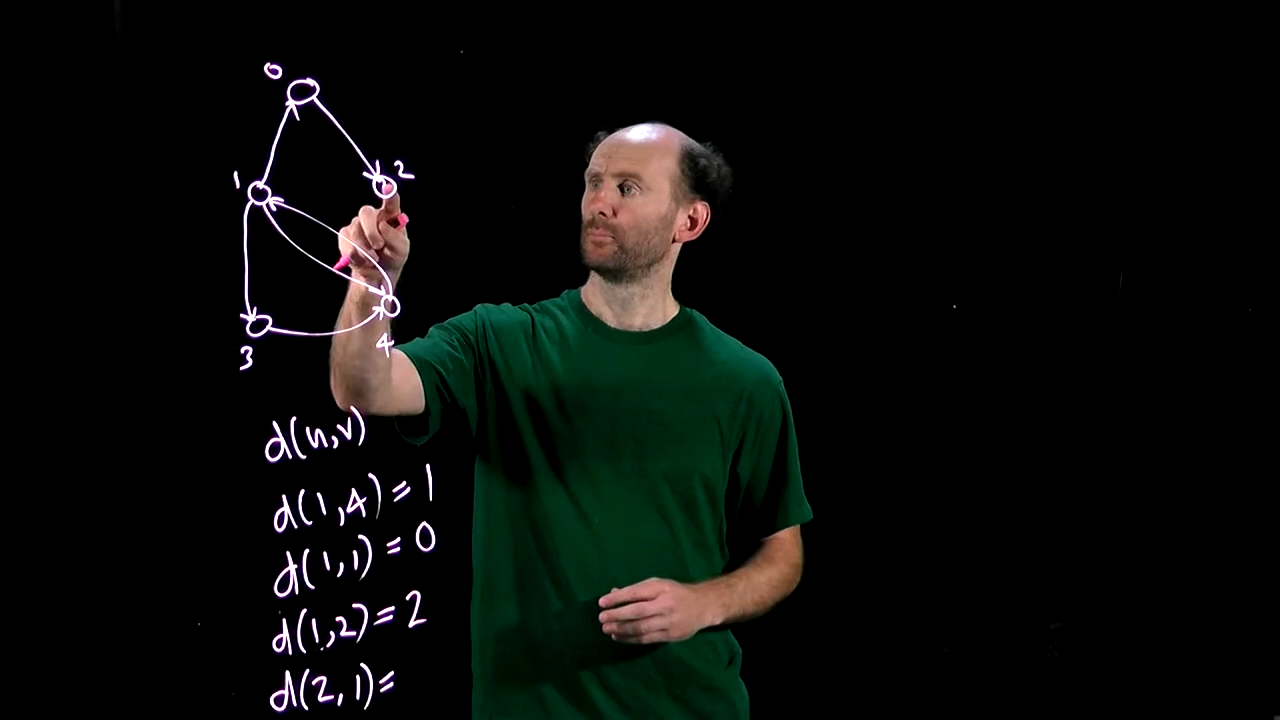 0
1
2
3
4
d(u,v)
d(1,4) = 1
d(1,1) = 0
d(1,2) = 2
d(2,1) =